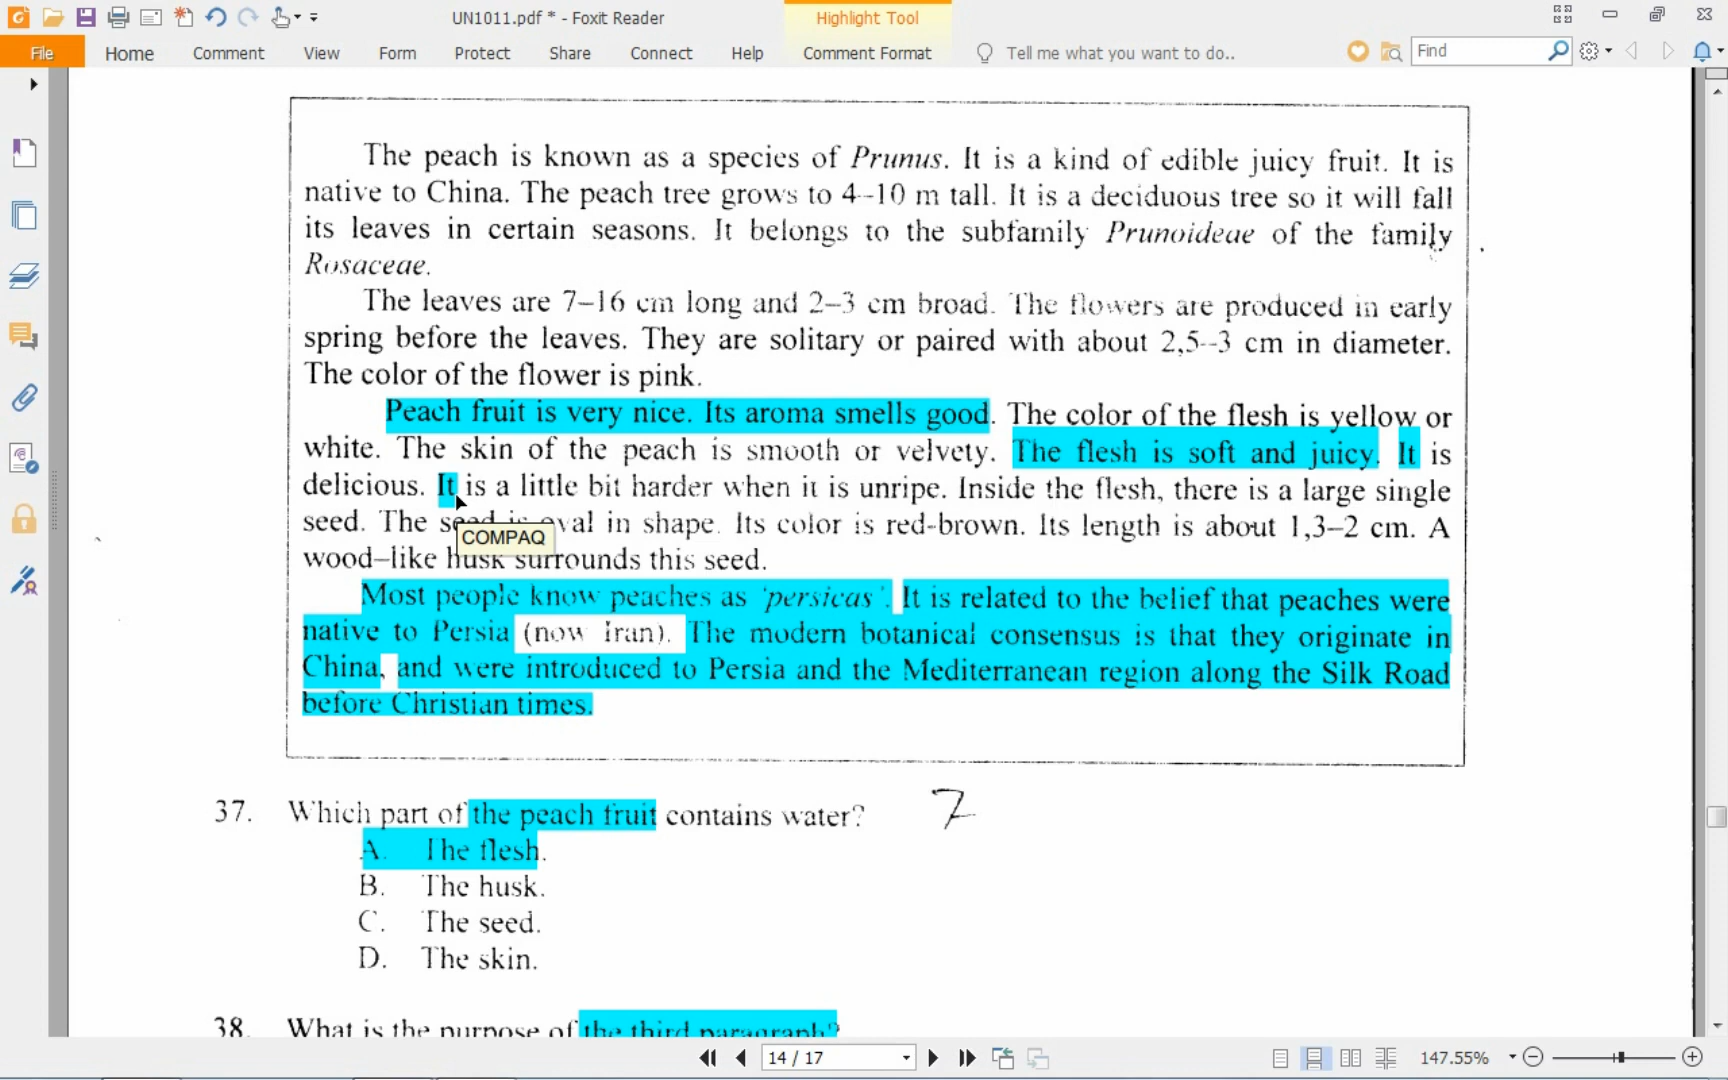 UN1011.pdf * - Foxit Reader
Highlight Tool
File Home Comment View Form Protect Share Connect Help Comment Format Tell me what you want to do.. Find
The peach is known as a species of Prunus. It is a kind of edible juicy fruit. It is
native to China. The peach tree grows to 4--10 m tall. It is a deciduous tree so it will fall
its leaves in certain seasons. It belongs to the subfamily Prunoideae of the family
Rosaceae.
The leaves are 7–16 cm long and 2–3 cm broad. The flowers are produced in early
spring before the leaves. They are solitary or paired with about 2,5--3 cm in diameter.
The color of the flower is pink.
Peach fruit is very nice. Its aroma smells good. The color of the flesh is yellow or
white. The skin of the peach is smooth or velvety. The flesh is soft and juicy. It is
delicious. It is a little bit harder when it is unripe. Inside the flesh, there is a large single
seed. The seed is oval in shape. Its color is red-brown. Its length is about 1,3–2 cm. A
COMPAQ
wood–like husk surrounds this seed.
Most people know peaches as 'persicas'. It is related to the belief that peaches were
native to Persia (now Iran). The modern botanical consensus is that they originate in
China, and were introduced to Persia and the Mediterranean region along the Silk Road
before Christian times.
37. Which part of the peach fruit contains water? 7
A. The flesh.
B. The husk.
C. The seed.
D. The skin.
38. What is the purpose of the third paragraph?
14 / 17
147.55%